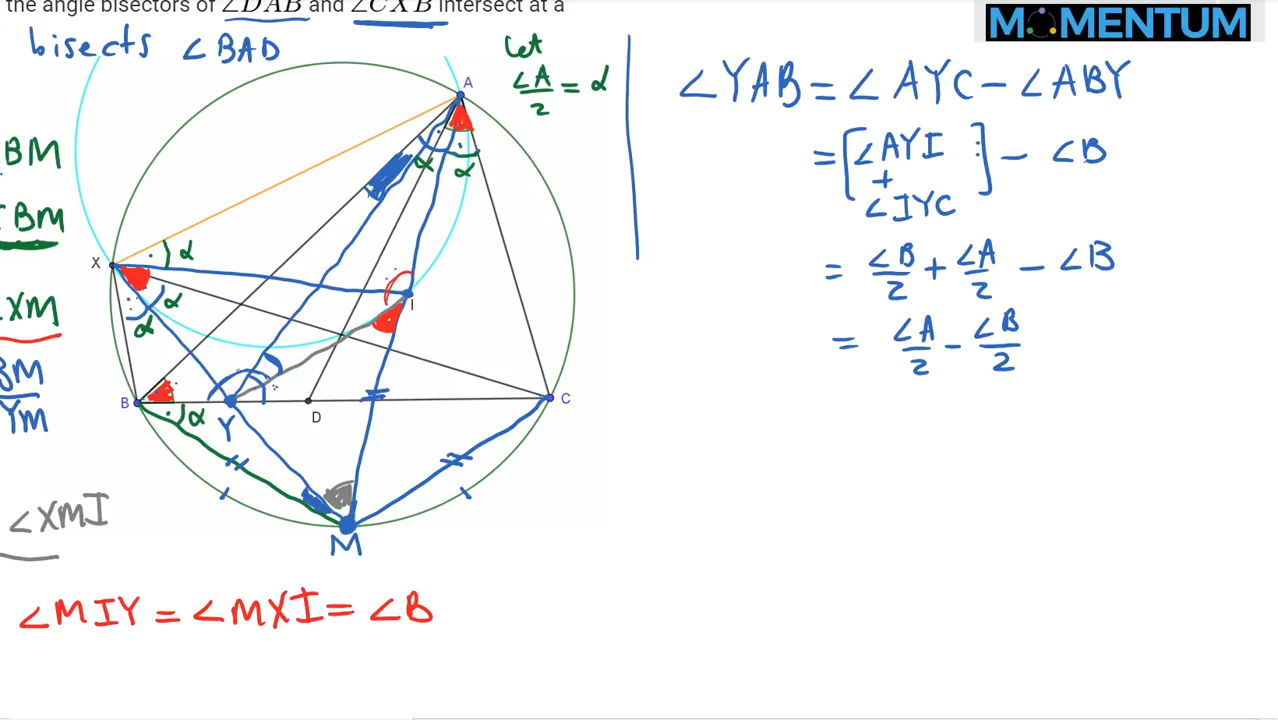 the angle bisectors of ∠DAB and ∠CXB intersect at a
MOMENTUM
bisects ∠BAD
Let
∠A/2 = α
BM
BM
XM
YM
∠XMI
∠MIY = ∠MXI = ∠B
A
α
α
X
α
α
α
I
B
α
Y
D
C
M
∠YAB = ∠AYC − ∠ABY
= [∠AYI + ∠IYC] − ∠B
= ∠B/2 + ∠A/2 − ∠B
= ∠A/2 − ∠B/2